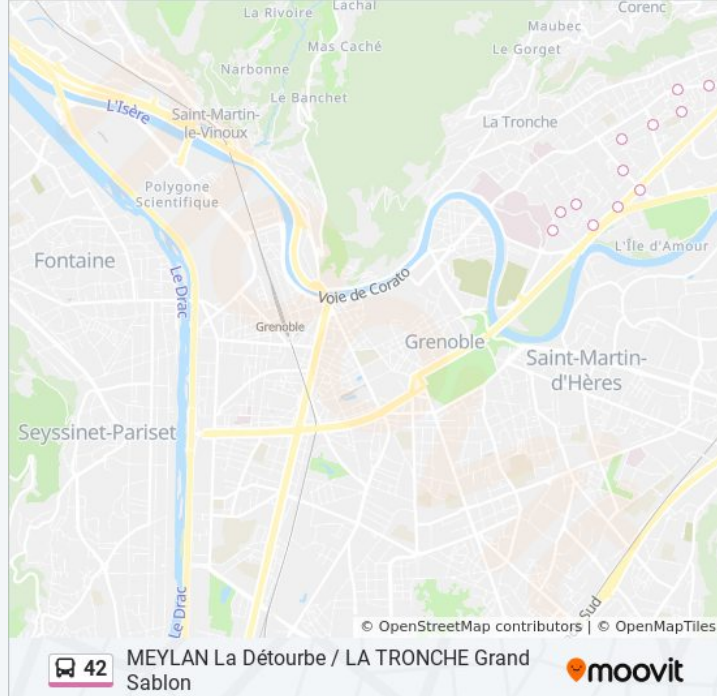 La Rivoire
Lachal
Corenc
Maubec
Mas Caché
Le Gorget
Narbonne
Le Banchet
L'Isère
Saint-Martin-
le-Vinoux
La Tronche
Polygone
Scientifique
L'Île d'Amour
Fontaine
Le Drac
Voie de Corato
Grenoble
Grenoble
Saint-Martin-
d'Hères
Seyssinet-Pariset
Le Drac
Sud
© OpenStreetMap contributors | © OpenMapTiles
42
MEYLAN La Détourbe / LA TRONCHE Grand
Sablon
moovit